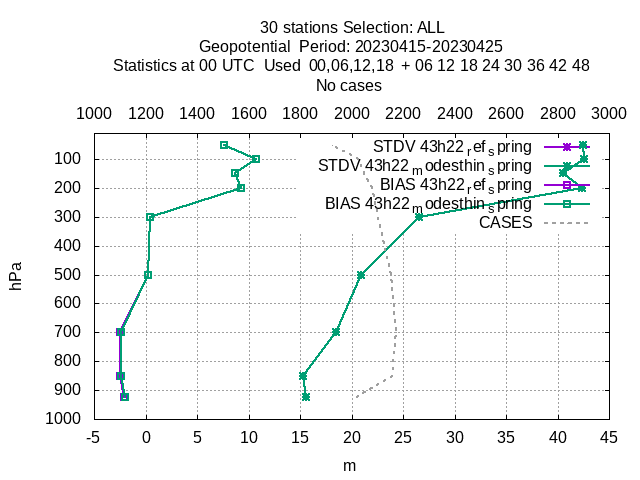 30 stations Selection: ALL
Geopotential  Period: 20230415-20230425
Statistics at 00 UTC  Used  00,06,12,18  + 06 12 18 24 30 36 42 48
No cases
1000 1200 1400 1600 1800 2000 2200 2400 2600 2800 3000
STDV 43h22_ref_spring
STDV 43h22_modesthin_spring
BIAS 43h22_ref_spring
BIAS 43h22_modesthin_spring
CASES
100
200
300
400
500
600
700
800
900
1000
hPa
-5 0 5 10 15 20 25 30 35 40 45
m